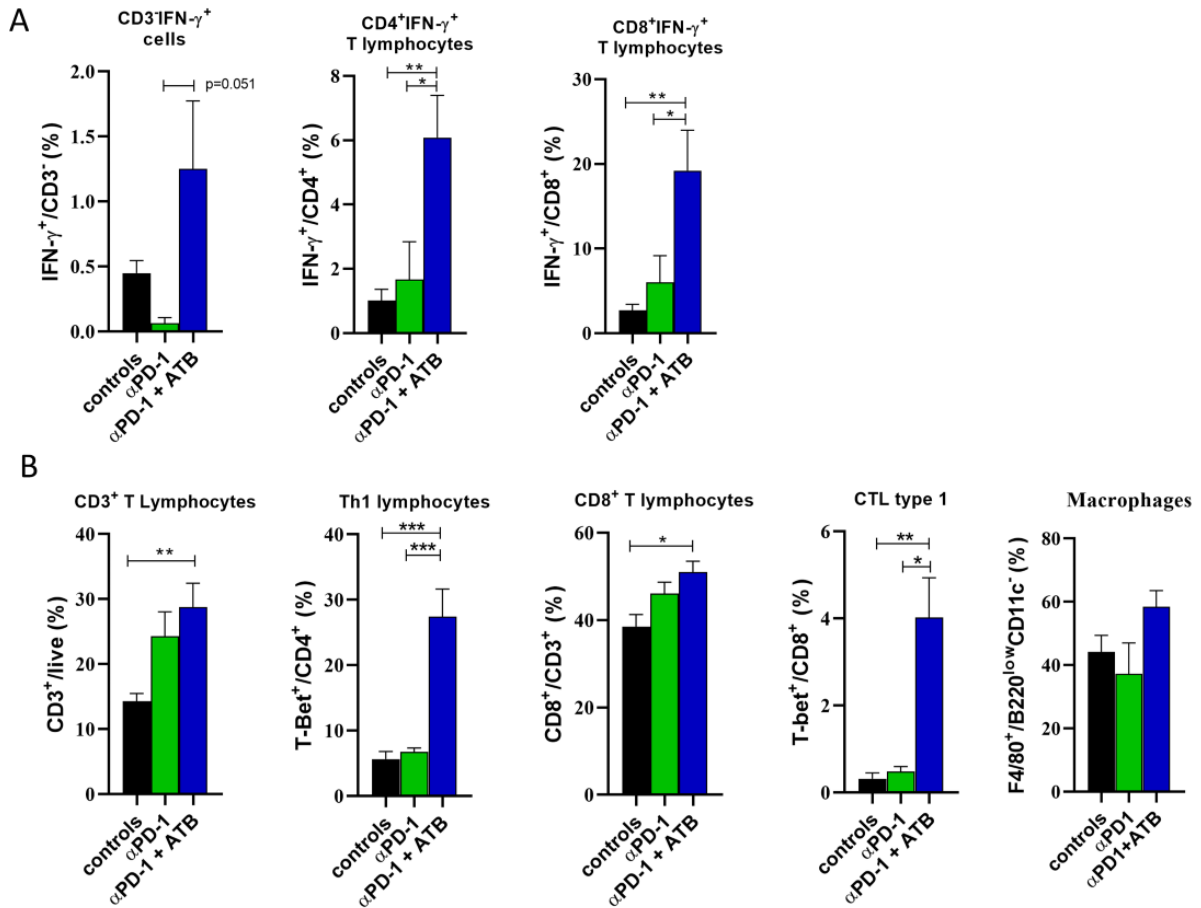 A
CD3⁻IFN-γ⁺
cells
IFN-γ⁺/CD3⁻ (%)
2.0
1.5
1.0
0.5
0.0
p=0.051
controls
αPD-1
αPD-1 + ATB
CD4⁺IFN-γ⁺
T lymphocytes
IFN-γ⁺/CD4⁺ (%)
8
6
4
2
0
**
*
controls
αPD-1
αPD-1 + ATB
CD8⁺IFN-γ⁺
T lymphocytes
IFN-γ⁺/CD8⁺ (%)
30
20
10
0
**
*
controls
αPD-1
αPD-1 + ATB
B
CD3⁺ T Lymphocytes
CD3⁺/live (%)
40
30
20
10
0
**
controls
αPD-1
αPD-1 + ATB
Th1 lymphocytes
T-Bet⁺/CD4⁺ (%)
40
30
20
10
0
***
***
controls
αPD-1
αPD-1 + ATB
CD8⁺ T lymphocytes
CD8⁺/CD3⁺ (%)
60
40
20
0
*
controls
αPD-1
αPD-1 + ATB
CTL type 1
T-bet⁺/CD8⁺ (%)
6
4
2
0
**
*
controls
αPD-1
αPD-1 + ATB
Macrophages
F4/80⁺/B220ˡᵒʷCD11c⁻ (%)
80
60
40
20
0
controls
αPD1
αPD1+ATB